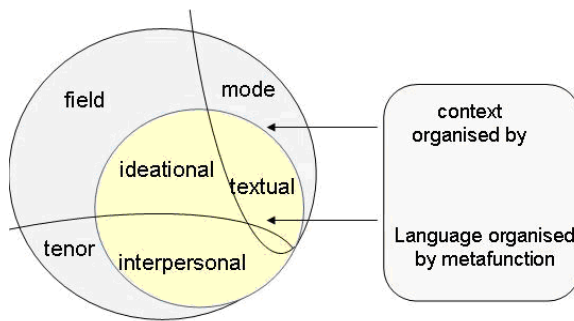 mode
field
ideational
textual
tenor
interpersonal
context
organised by
Language organised
by metafunction